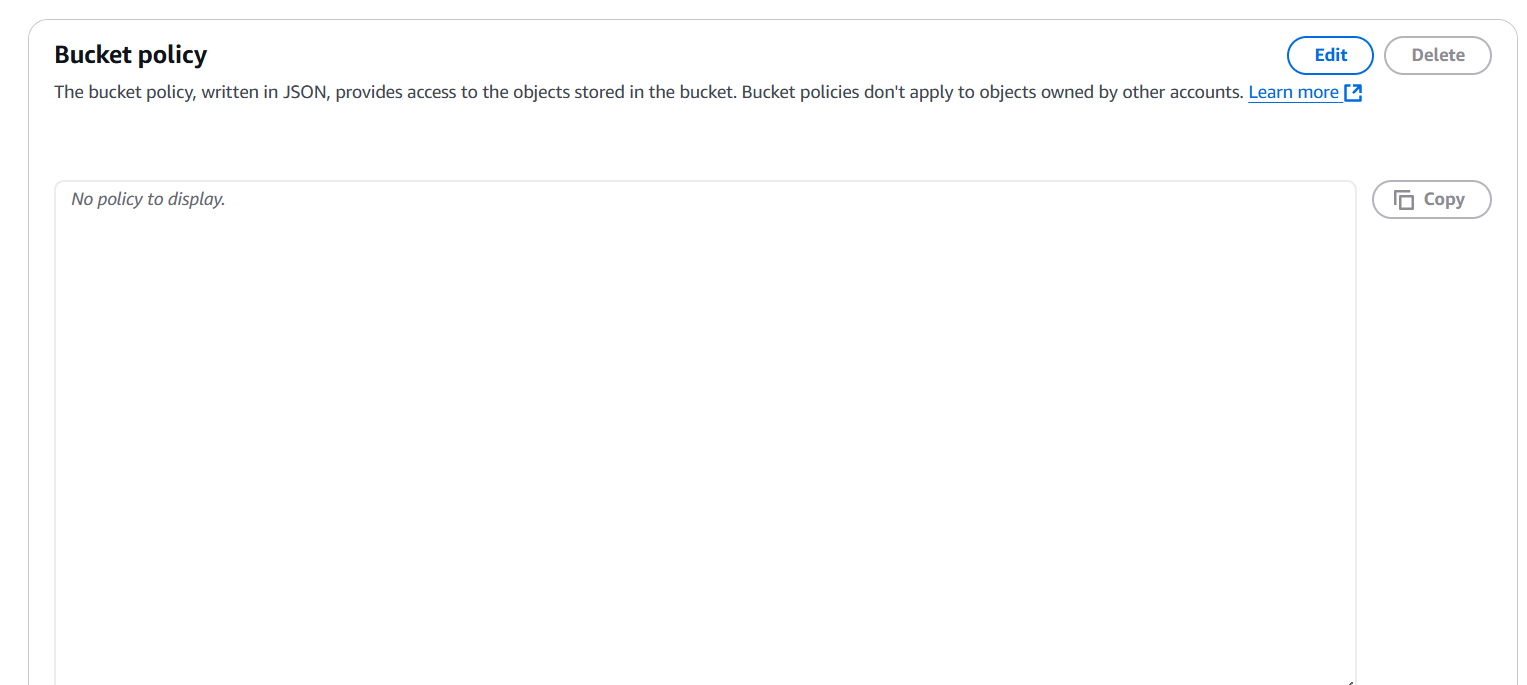 Bucket policy
Edit
Delete
The bucket policy, written in JSON, provides access to the objects stored in the bucket. Bucket policies don't apply to objects owned by other accounts. Learn more
No policy to display.
Copy